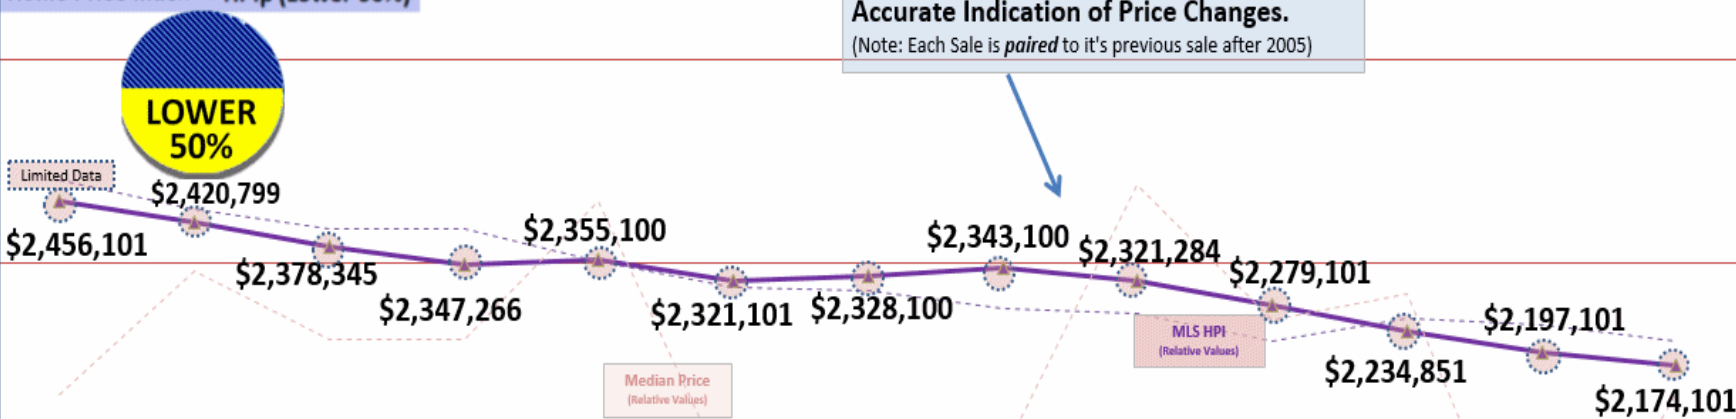 Accurate Indication of Price Changes.
(Note: Each Sale is paired to it's previous sale after 2005)
LOWER
50%
Limited Data
$2,420,799
$2,456,101
$2,378,345
$2,347,266
$2,355,100
$2,321,101
$2,328,100
$2,343,100
$2,321,284
$2,279,101
$2,234,851
$2,197,101
$2,174,101
MLS HPI
(Relative Values)
Median Price
(Relative Values)